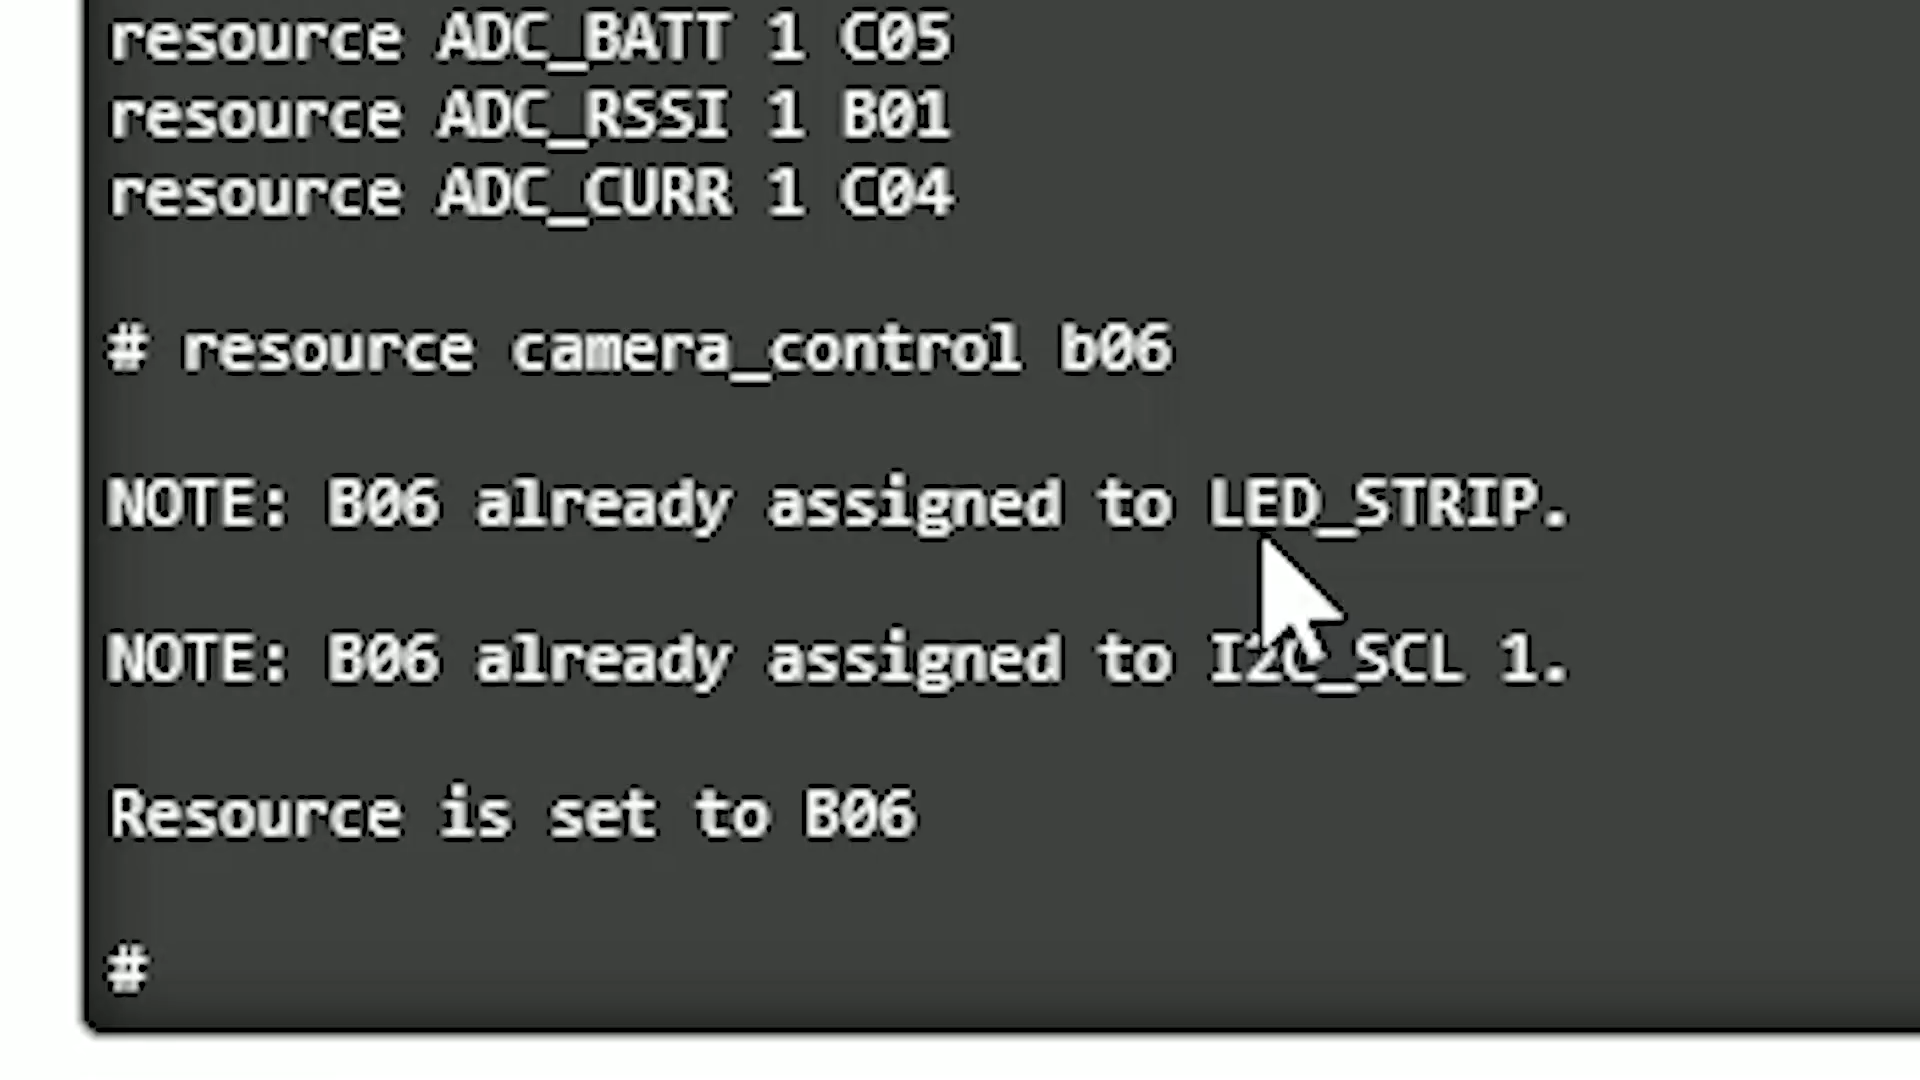 resource ADC_BATT 1 C05
resource ADC_RSSI 1 B01
resource ADC_CURR 1 C04
# resource camera_control b06
NOTE: B06 already assigned to LED_STRIP.
NOTE: B06 already assigned to I2C_SCL 1.
Resource is set to B06
#